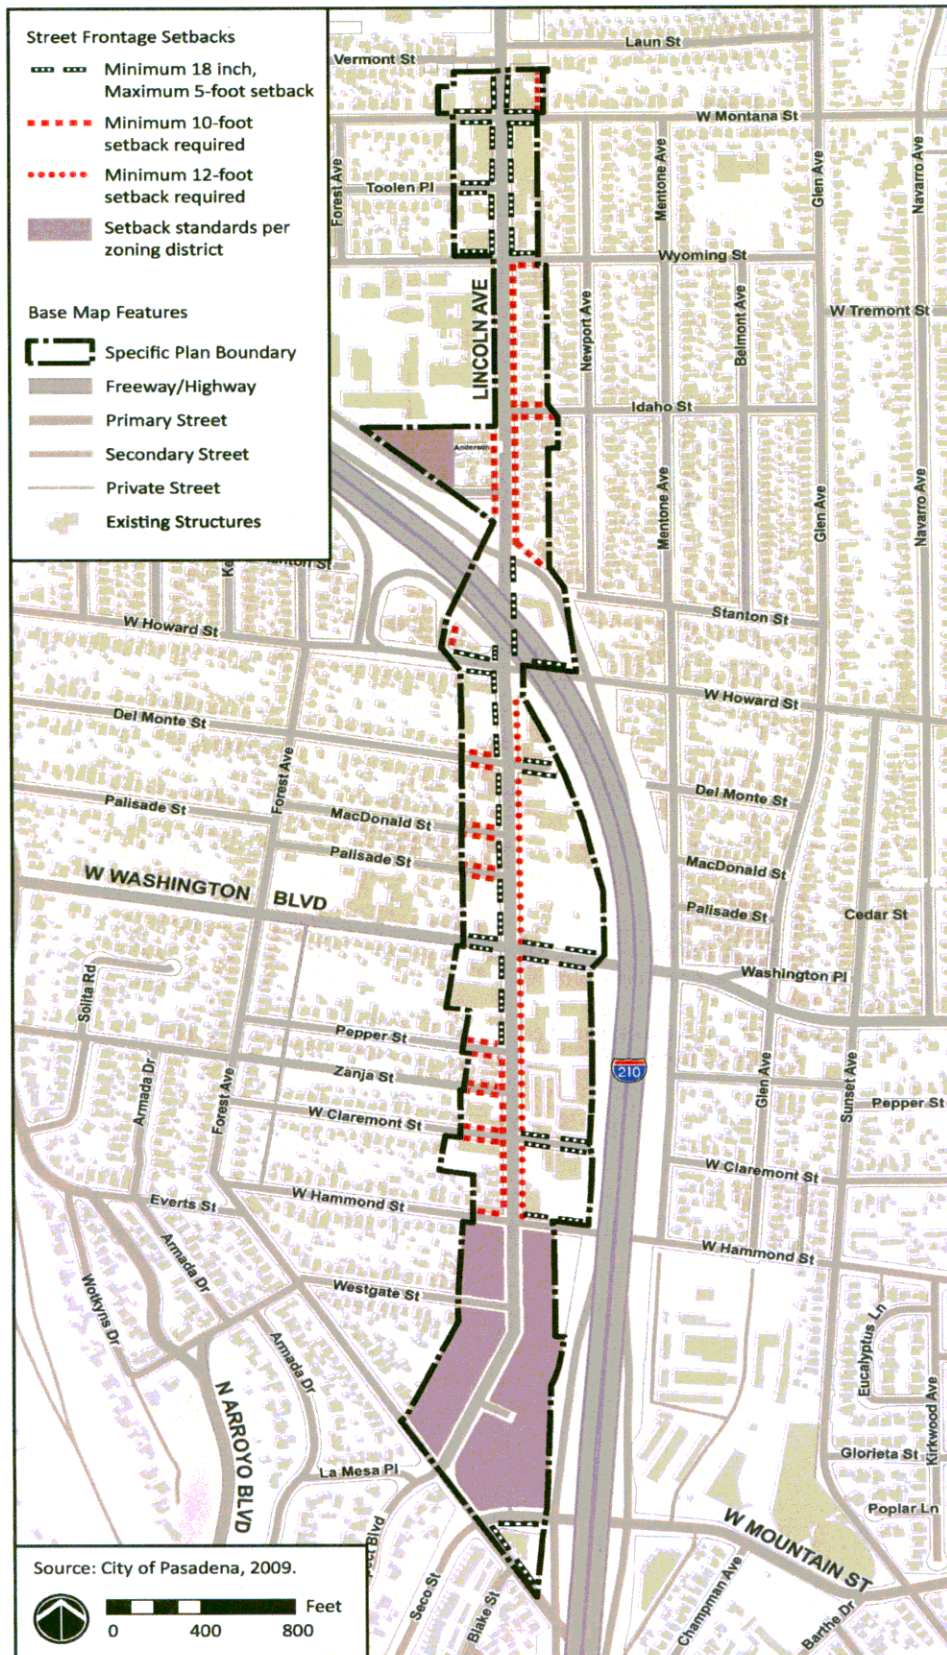 Street Frontage Setbacks
Minimum 18 inch,
Maximum 5-foot setback
Minimum 10-foot
setback required
Minimum 12-foot
setback required
Setback standards per
zoning district
Base Map Features
Specific Plan Boundary
Freeway/Highway
Primary Street
Secondary Street
Private Street
Existing Structures
Laun St
Vermont St
W Montana St
Forest Ave
Toolen Pl
Mentone Ave
Glen Ave
Navarro Ave
Wyoming St
LINCOLN AVE
Newport Ave
Belmont Ave
W Tremont St
Idaho St
Anderson
Mentone Ave
Glen Ave
Navarro Ave
Stanton St
W Howard St
W Howard St
Del Monte St
Forest Ave
Del Monte St
Palisade St
MacDonald St
Palisade St
MacDonald St
Palisade St
Cedar St
W WASHINGTON BLVD
Washington Pl
Solita Rd
Pepper St
Zanja St
Armada Dr
Forest Ave
W Claremont St
210
Glen Ave
Sunset Ave
Pepper St
W Claremont St
W Hammond St
Everts St
W Hammond St
Armada Dr
Westgate St
Wotkyns Dr
Armada Dr
N ARROYO BLVD
Eucalyptus Ln
Kirkwood Ave
Glorieta St
La Mesa Pl
Poplar Ln
W MOUNTAIN ST
Blvd
Seco St
Blake St
Champman Ave
Barthe Dr
Source: City of Pasadena, 2009.
Feet
0 400 800